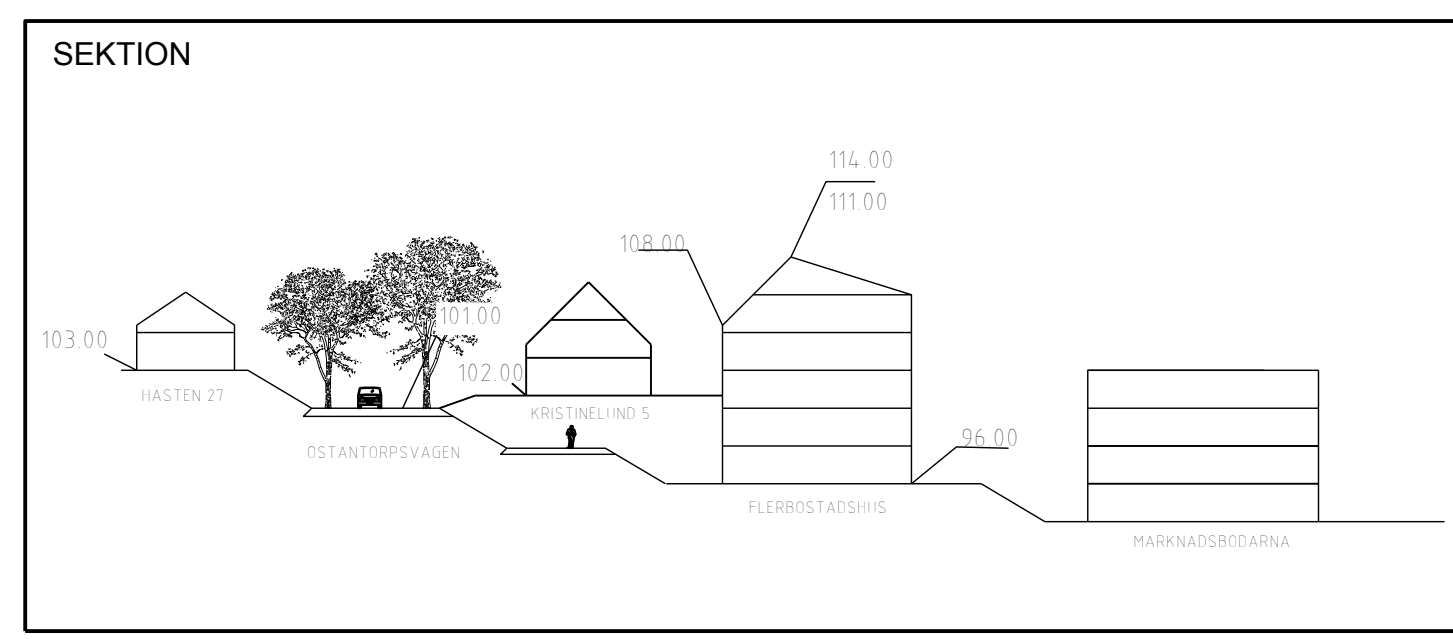 SEKTION
114.00
111.00
108.00
101.00
103.00
102.00
HÄSTEN 27
KRISTINELUND 5
96.00
ÖSTANTORPSVÄGEN
FLERBOSTADSHUS
MARKNADSBODARNA